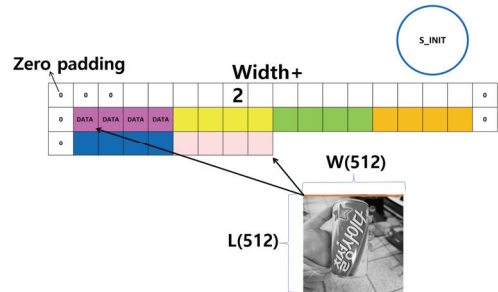 S_INIT
Zero padding
Width+
2
0 0 0 0
0 DATA DATA DATA DATA 0
0
W(512)
L(512)